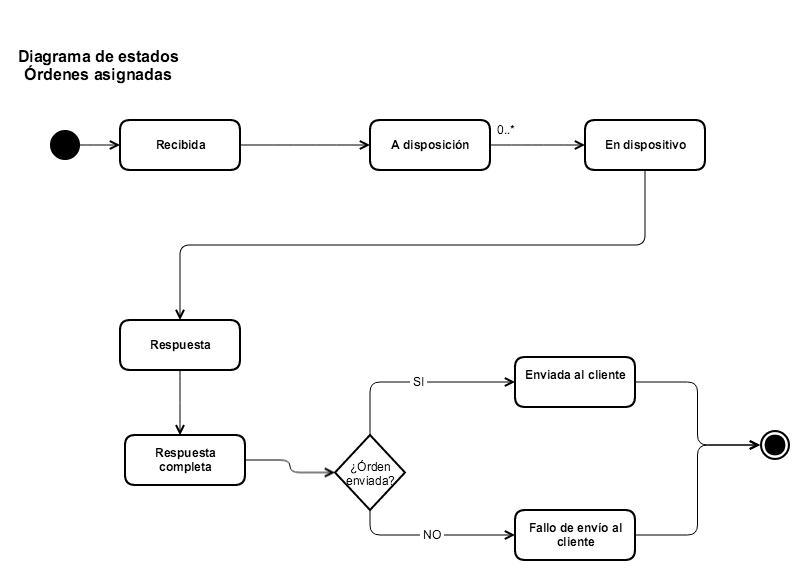 Diagrama de estados
Órdenes asignadas
Recibida
A disposición
0..*
En dispositivo
Respuesta
Respuesta
completa
¿Órden
enviada?
SI
Enviada al cliente
NO
Fallo de envío al
cliente